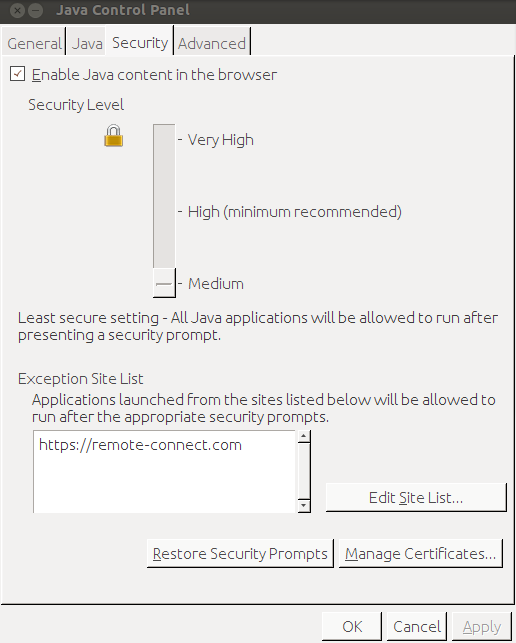 Java Control Panel
General Java Security Advanced
Enable Java content in the browser
Security Level
- Very High
- High (minimum recommended)
- Medium
Least secure setting - All Java applications will be allowed to run after
presenting a security prompt.
Exception Site List
Applications launched from the sites listed below will be allowed to
run after the appropriate security prompts.
https://remote-connect.com
Edit Site List...
Restore Security Prompts Manage Certificates...
OK Cancel Apply